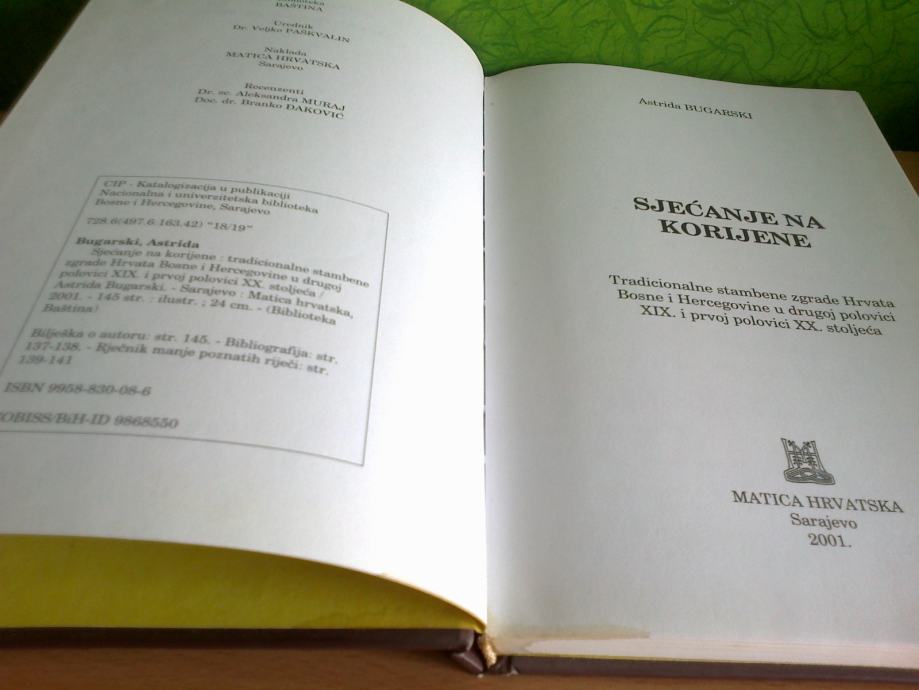 BAŠTINA
Urednik
Dr. Veljko PAŠKVALIN
Naklada
MATICA HRVATSKA
Sarajevo
Recenzenti
Dr. sc. Aleksandra MURAJ
Doc. dr. Branko ĐAKOVIĆ
CIP - Katalogizacija u publikaciji
Nacionalna i univerzitetska biblioteka
Bosne i Hercegovine, Sarajevo
728.6(497.6:163.42) "18/19"
Bugarski, Astrida
Sjećanje na korijene : tradicionalne stambene
zgrade Hrvata Bosne i Hercegovine u drugoj
polovici XIX. i prvoj polovici XX. stoljeća /
Astrida Bugarski. - Sarajevo : Matica hrvatska,
2001. - 145 str. : ilustr. ; 24 cm. - (Biblioteka
Baština)
Bilješka o autoru: str. 145. - Bibliografija: str.
137-138. - Rječnik manje poznatih riječi: str.
139-141
ISBN 9958-830-08-6
COBISS/BiH-ID 9868550
Astrida BUGARSKI
SJEĆANJE NA
KORIJENE
Tradicionalne stambene zgrade Hrvata
Bosne i Hercegovine u drugoj polovici
XIX. i prvoj polovici XX. stoljeća
MATICA HRVATSKA
Sarajevo
2001.